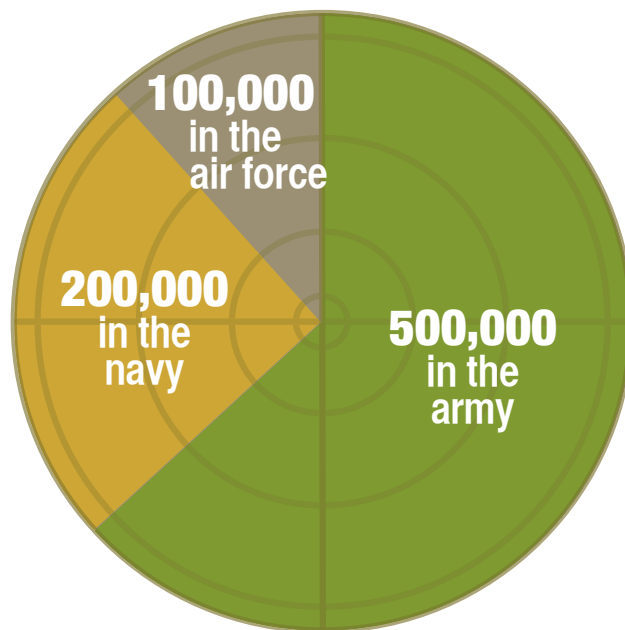 100,000
in the
air force
200,000
in the
navy
500,000
in the
army